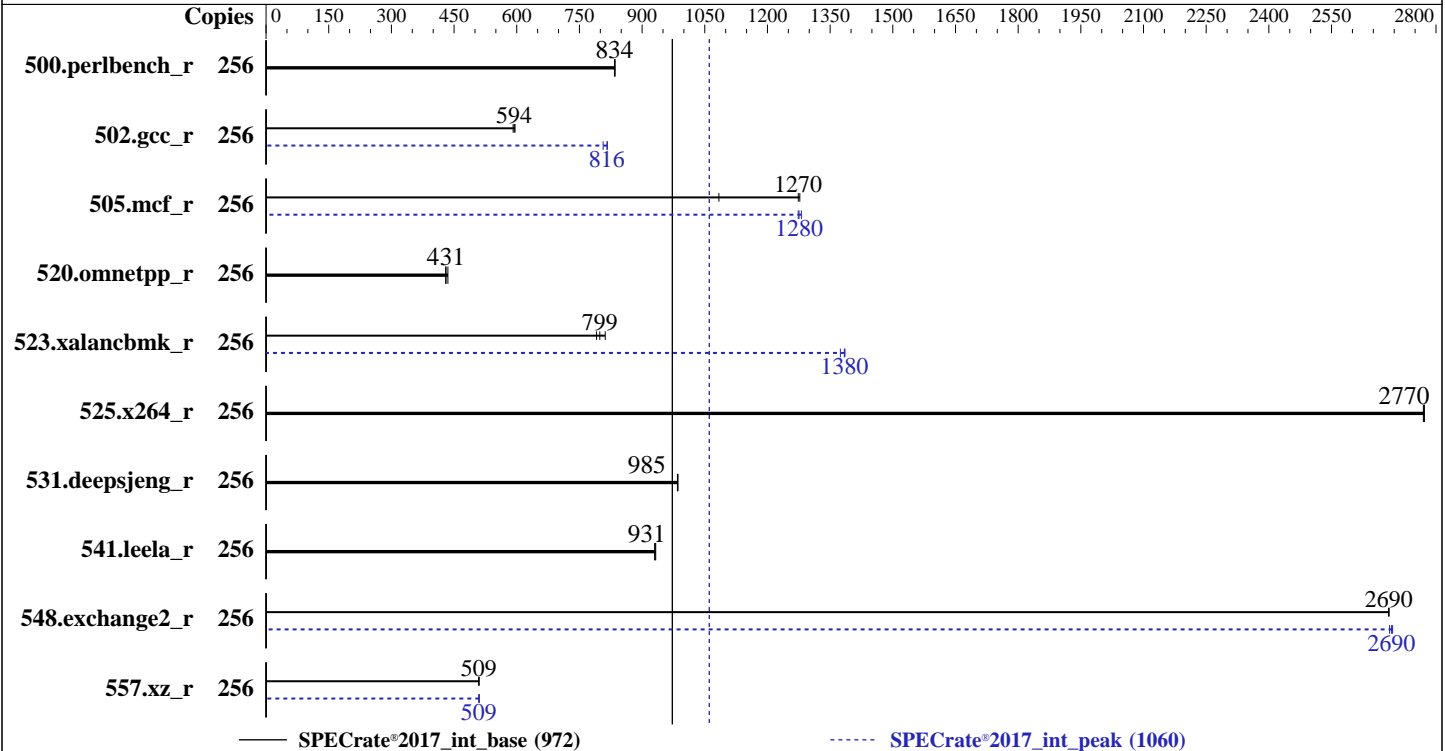 Copies 0 150 300 450 600 750 900 1050 1200 1350 1500 1650 1800 1950 2100 2250 2400 2550 2800
834
500.perlbench_r 256
594
502.gcc_r 256
816
1270
505.mcf_r 256
1280
431
520.omnetpp_r 256
799
523.xalancbmk_r 256
1380
2770
525.x264_r 256
985
531.deepsjeng_r 256
931
541.leela_r 256
2690
548.exchange2_r 256
2690
509
557.xz_r 256
509
SPECrate®2017_int_base (972) SPECrate®2017_int_peak (1060)